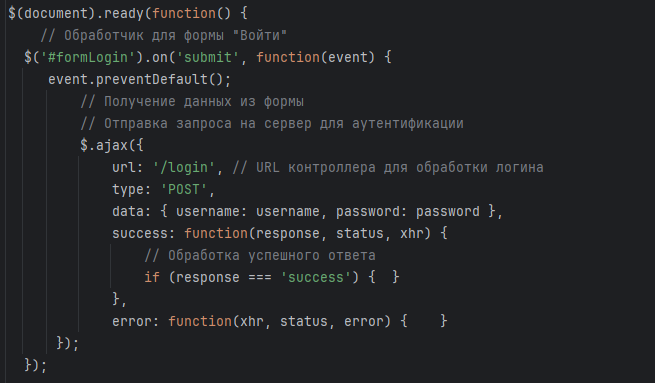 $(document).ready(function() {
// Обработчик для формы "Войти"
$('#formLogin').on('submit', function(event) {
event.preventDefault();
// Получение данных из формы
// Отправка запроса на сервер для аутентификации
$.ajax({
url: '/login', // URL контроллера для обработки логина
type: 'POST',
data: { username: username, password: password },
success: function(response, status, xhr) {
// Обработка успешного ответа
if (response === 'success') {  }
},
error: function(xhr, status, error) {    }
});
});